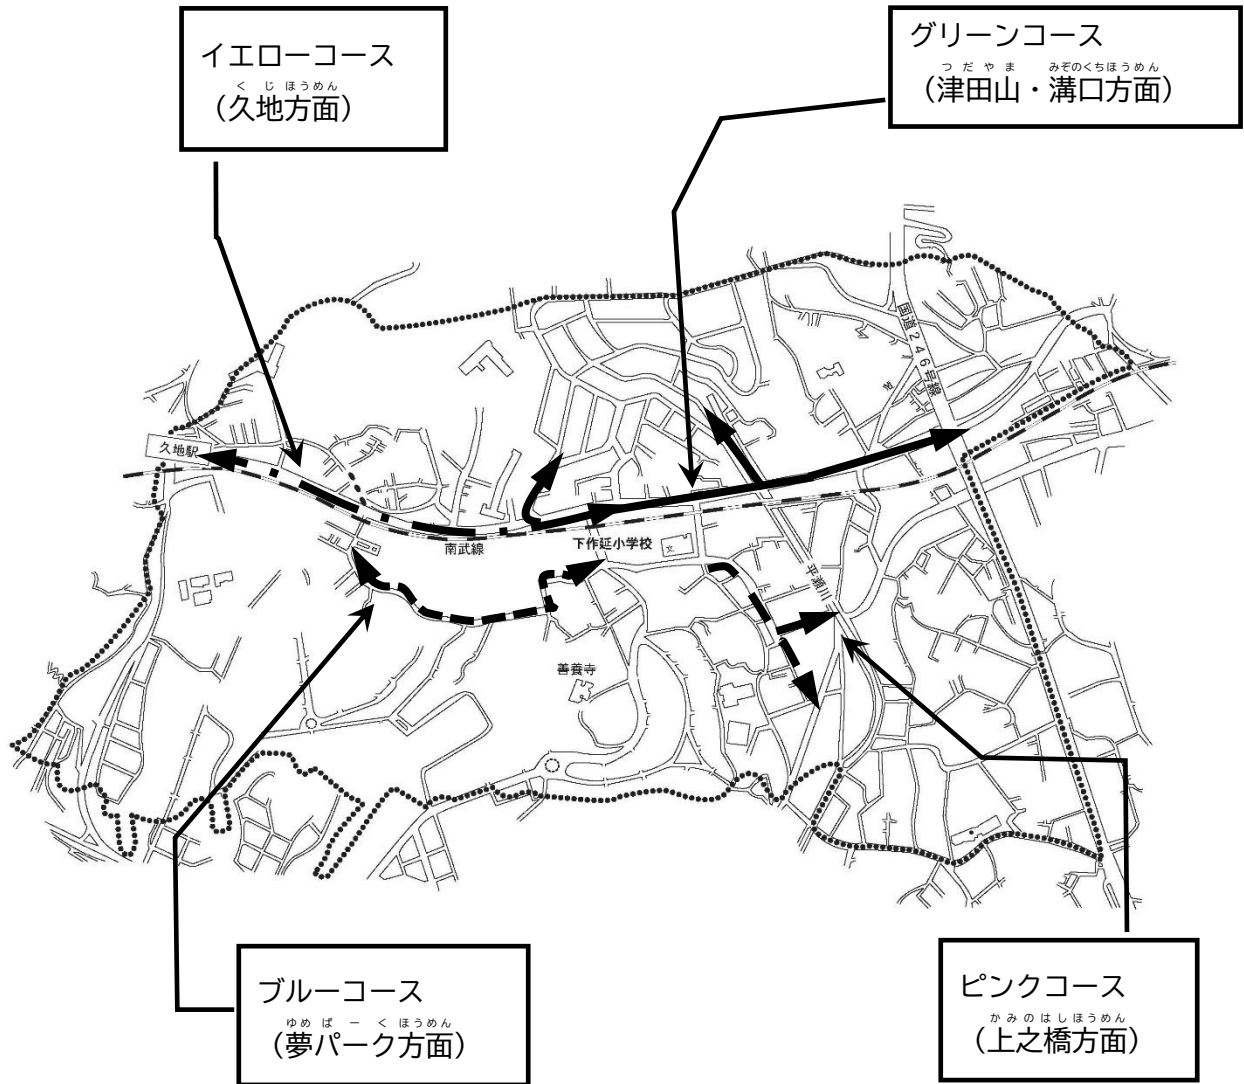 イエローコース
くじほうめん
（久地方面）
グリーンコース
つだやま みぞのくちほうめん
（津田山・溝口方面）
国道246号線
久地駅
南武線
下作延小学校
文
平瀬川
善養寺
ブルーコース
ゆめぱーくほうめん
（夢パーク方面）
ピンクコース
かみのはしほうめん
（上之橋方面）